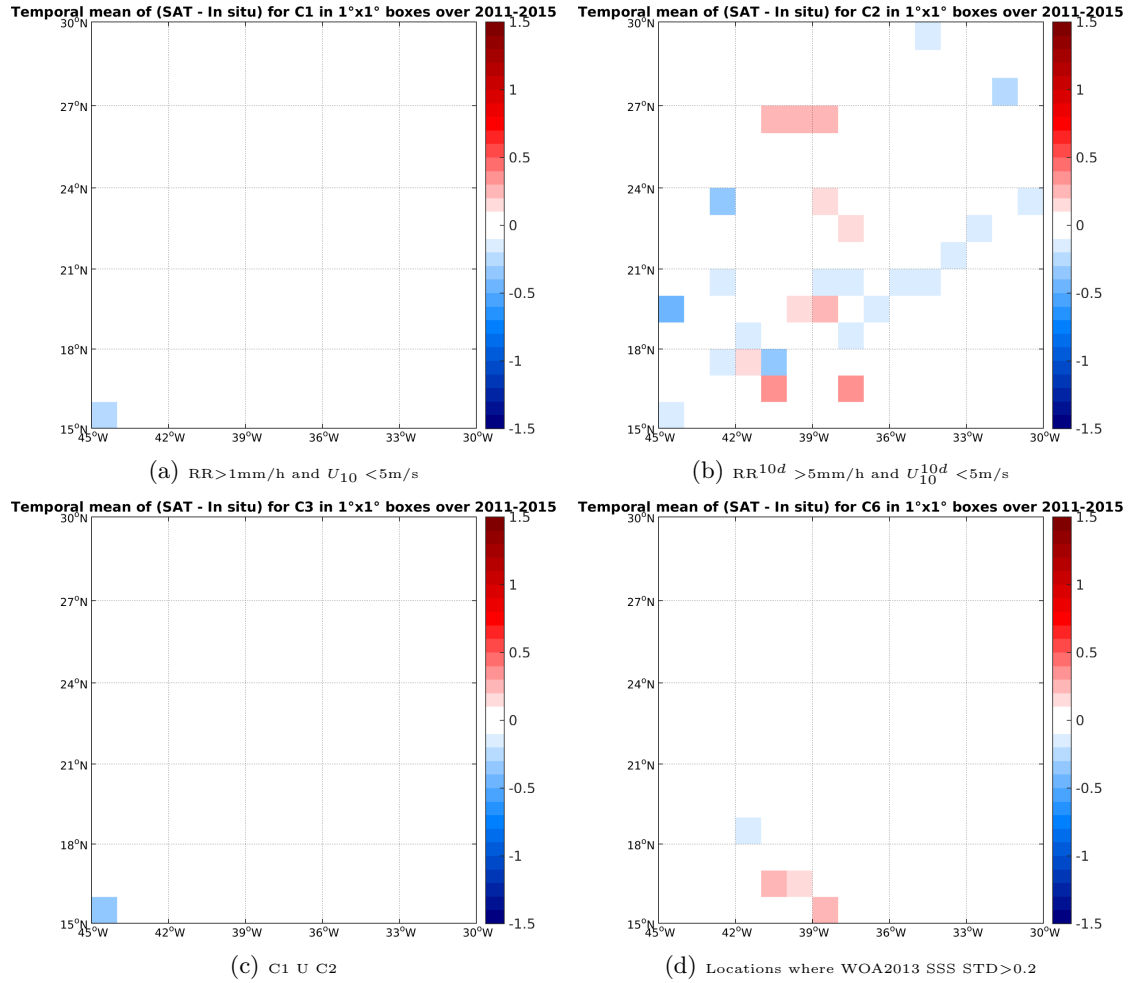 Temporal mean of (SAT - In situ) for C1 in 1°x1° boxes over 2011-2015
30°N
27°N
24°N
21°N
18°N
15°N
45°W 42°W 39°W 36°W 33°W 30°W
1.5
1
0.5
0
-0.5
-1
-1.5
(a) RR>1mm/h and U10 <5m/s
Temporal mean of (SAT - In situ) for C2 in 1°x1° boxes over 2011-2015
30°N
27°N
24°N
21°N
18°N
15°N
45°W 42°W 39°W 36°W 33°W 30°W
1.5
1
0.5
0
-0.5
-1
-1.5
(b) RR^10d >5mm/h and U10^10d <5m/s
Temporal mean of (SAT - In situ) for C3 in 1°x1° boxes over 2011-2015
30°N
27°N
24°N
21°N
18°N
15°N
45°W 42°W 39°W 36°W 33°W 30°W
1.5
1
0.5
0
-0.5
-1
-1.5
(c) C1 U C2
Temporal mean of (SAT - In situ) for C6 in 1°x1° boxes over 2011-2015
30°N
27°N
24°N
21°N
18°N
15°N
45°W 42°W 39°W 36°W 33°W 30°W
1.5
1
0.5
0
-0.5
-1
-1.5
(d) Locations where WOA2013 SSS STD>0.2